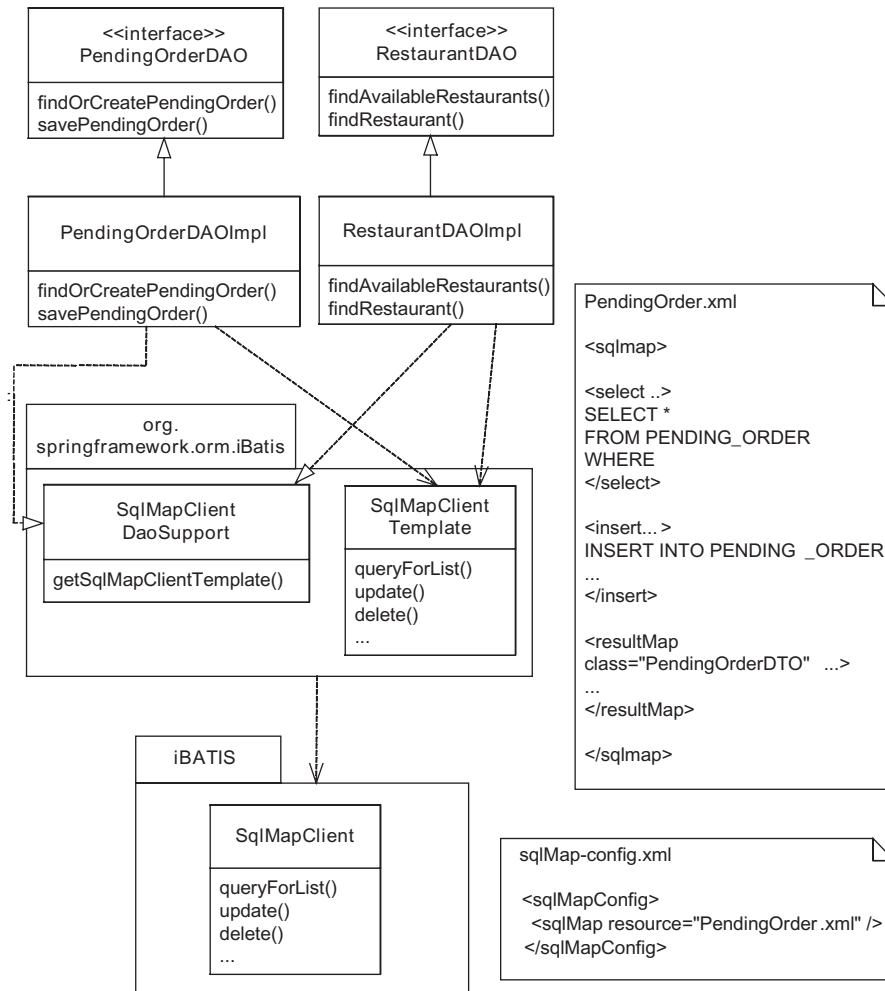 <<interface>>
PendingOrderDAO
findOrCreatePendingOrder()
savePendingOrder()
<<interface>>
RestaurantDAO
findAvailableRestaurants()
findRestaurant()
PendingOrderDAOImpl
findOrCreatePendingOrder()
savePendingOrder()
RestaurantDAOImpl
findAvailableRestaurants()
findRestaurant()
:
org.
springframework.orm.iBatis
SqlMapClient
DaoSupport
getSqlMapClientTemplate()
SqlMapClient
Template
queryForList()
update()
delete()
...
iBATIS
SqlMapClient
queryForList()
update()
delete()
...
PendingOrder.xml
<sqlmap>
<select ..>
SELECT *
FROM PENDING_ORDER
WHERE
</select>
<insert... >
INSERT INTO PENDING _ORDER
...
</insert>
<resultMap
class="PendingOrderDTO" ...>
...
</resultMap>
</sqlmap>
sqlMap-config.xml
<sqlMapConfig>
<sqlMap resource="PendingOrder.xml" />
</sqlMapConfig>